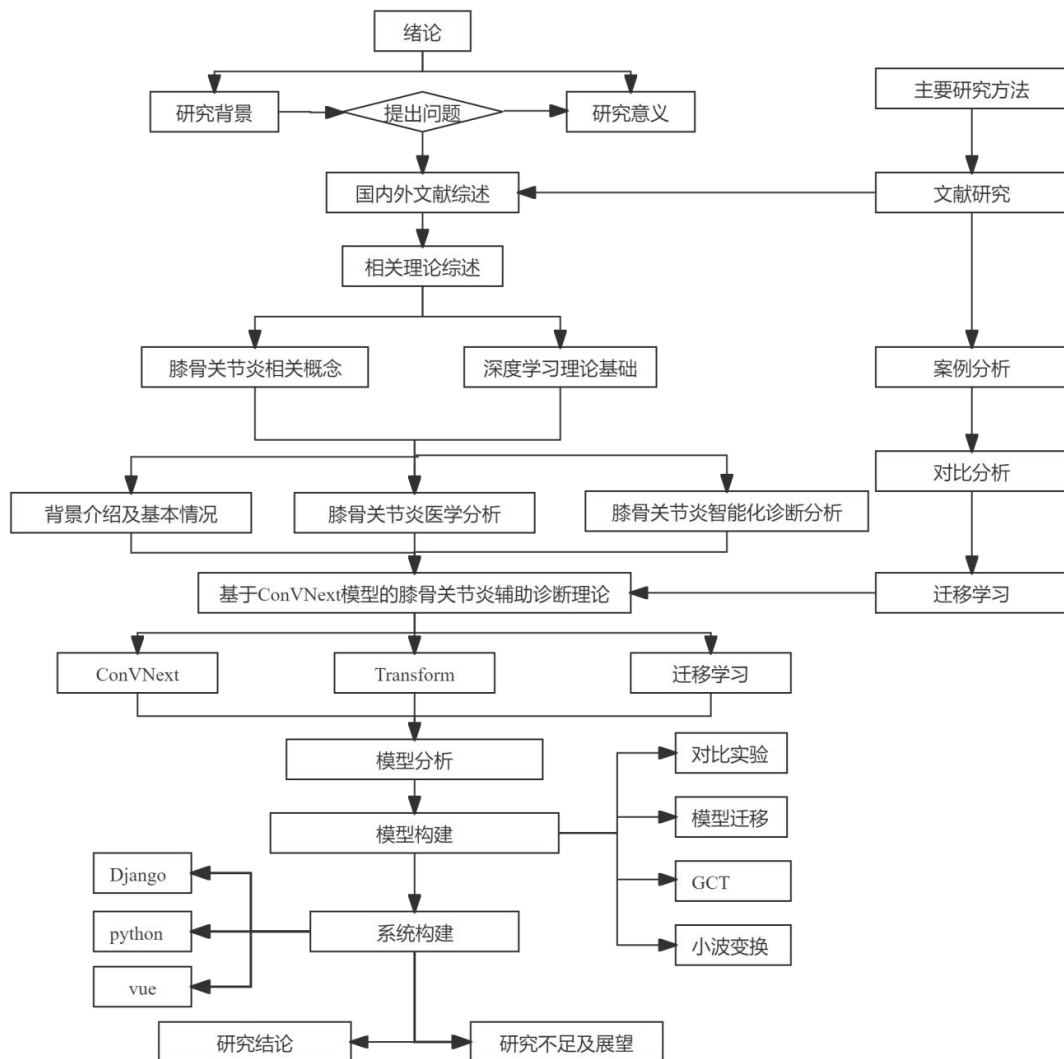 绪论
主要研究方法
研究背景
提出问题
研究意义
国内外文献综述
文献研究
相关理论综述
膝骨关节炎相关概念
深度学习理论基础
案例分析
对比分析
背景介绍及基本情况
膝骨关节炎医学分析
膝骨关节炎智能化诊断分析
基于ConVNext模型的膝骨关节炎辅助诊断理论
迁移学习
ConVNext
Transform
迁移学习
模型分析
对比实验
模型构建
模型迁移
Django
GCT
python
系统构建
小波变换
vue
研究结论
研究不足及展望